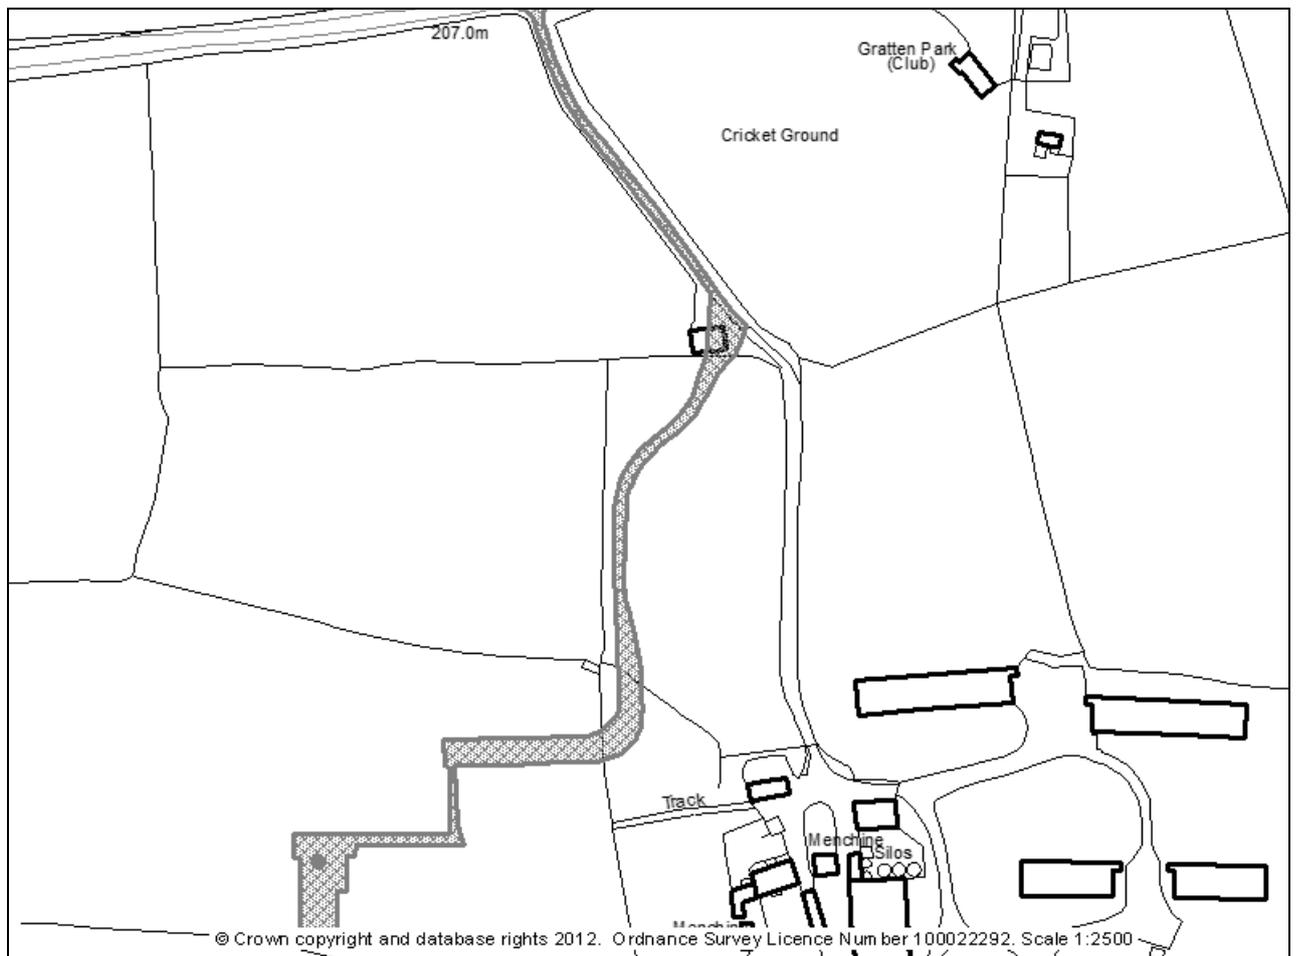 207.0m
Gratten Park
(Club)
Cricket Ground
Track
Menchine
Silos
© Crown copyright and database rights 2012. Ordnance Survey Licence Number 100022292. Scale 1:2500